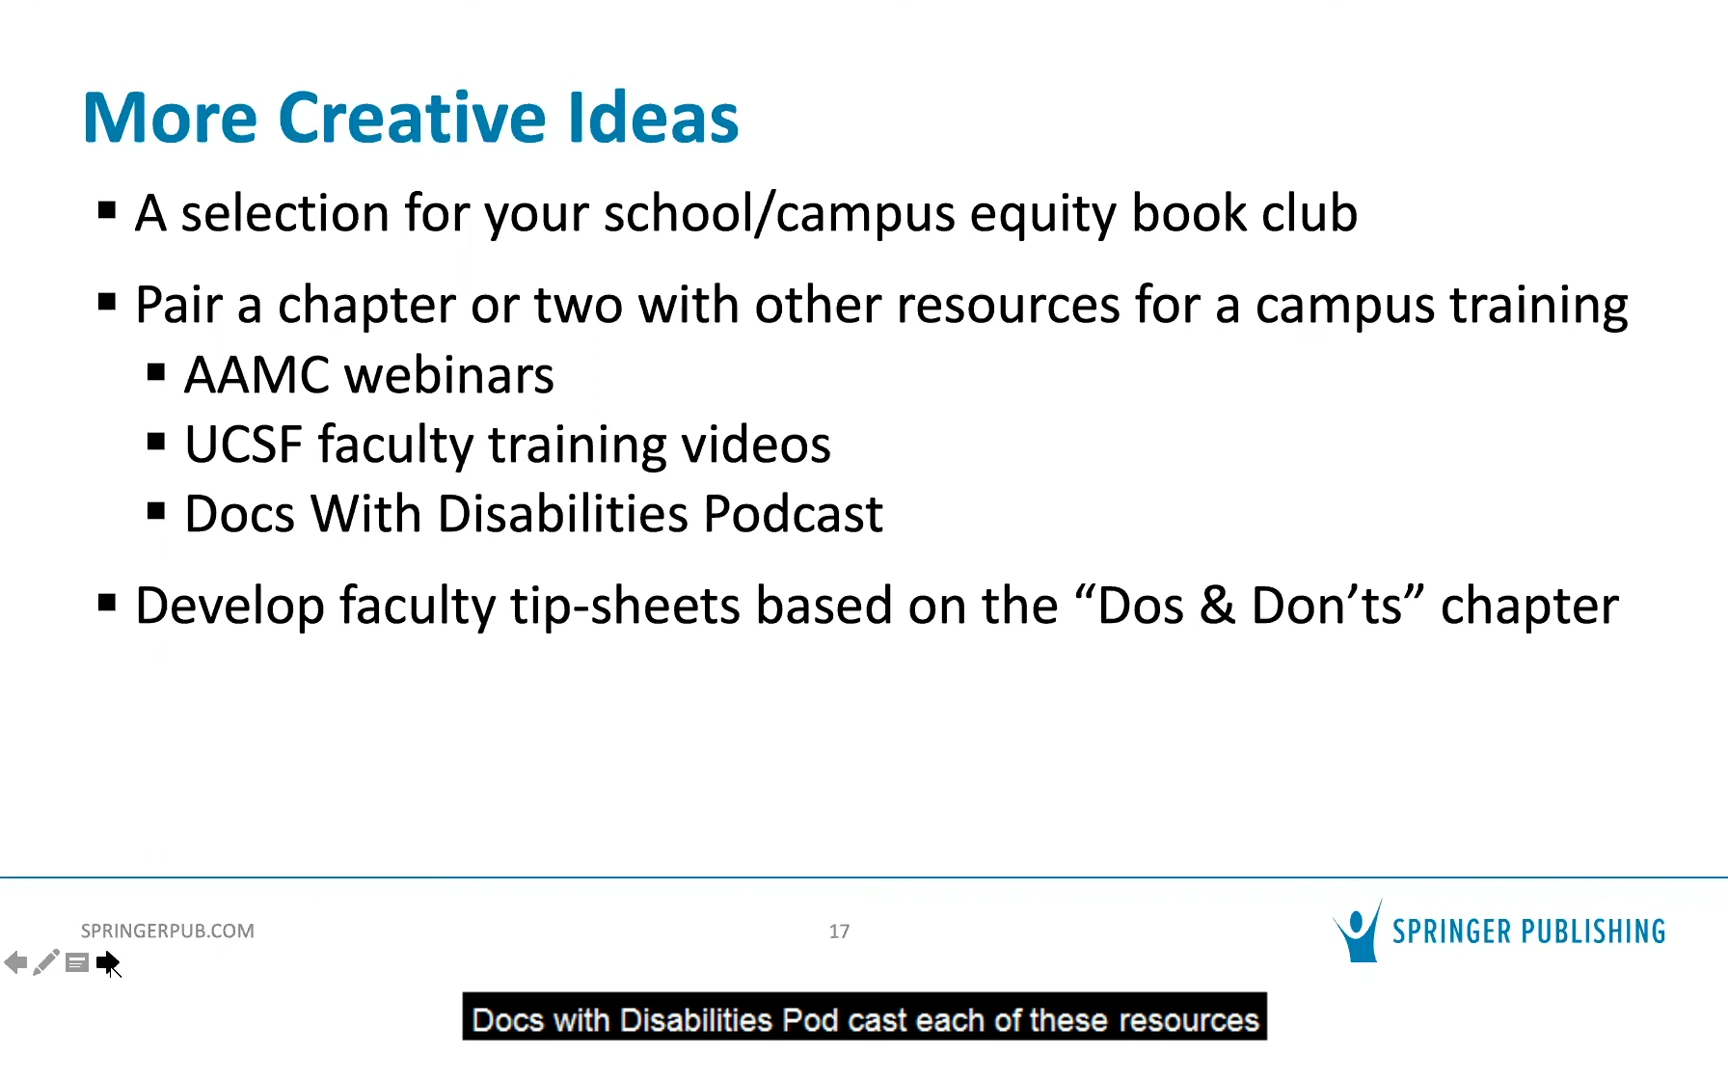 More Creative Ideas
▪ A selection for your school/campus equity book club
▪ Pair a chapter or two with other resources for a campus training
▪ AAMC webinars
▪ UCSF faculty training videos
▪ Docs With Disabilities Podcast
▪ Develop faculty tip-sheets based on the “Dos & Don’ts” chapter
SPRINGERPUB.COM
17
SPRINGER PUBLISHING
Docs with Disabilities Pod cast each of these resources